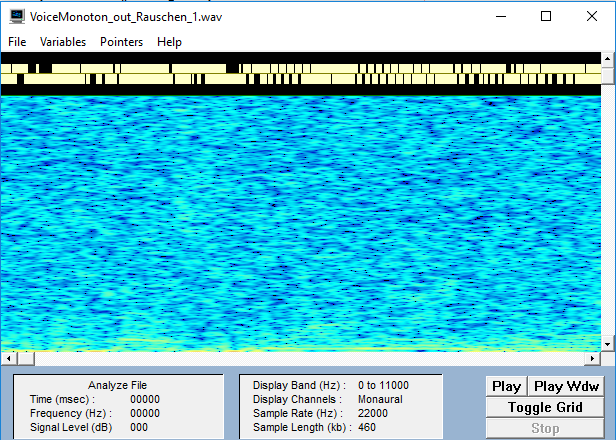 VoiceMonoton_out_Rauschen_1.wav
File Variables Pointers Help
Analyze File
Time (msec) : 00000
Frequency (Hz) : 00000
Signal Level (dB) 000
Display Band (Hz) : 0 to 11000
Display Channels : Monaural
Sample Rate (Hz) : 22000
Sample Length (kb) : 460
Play Play Wdw
Toggle Grid
Stop